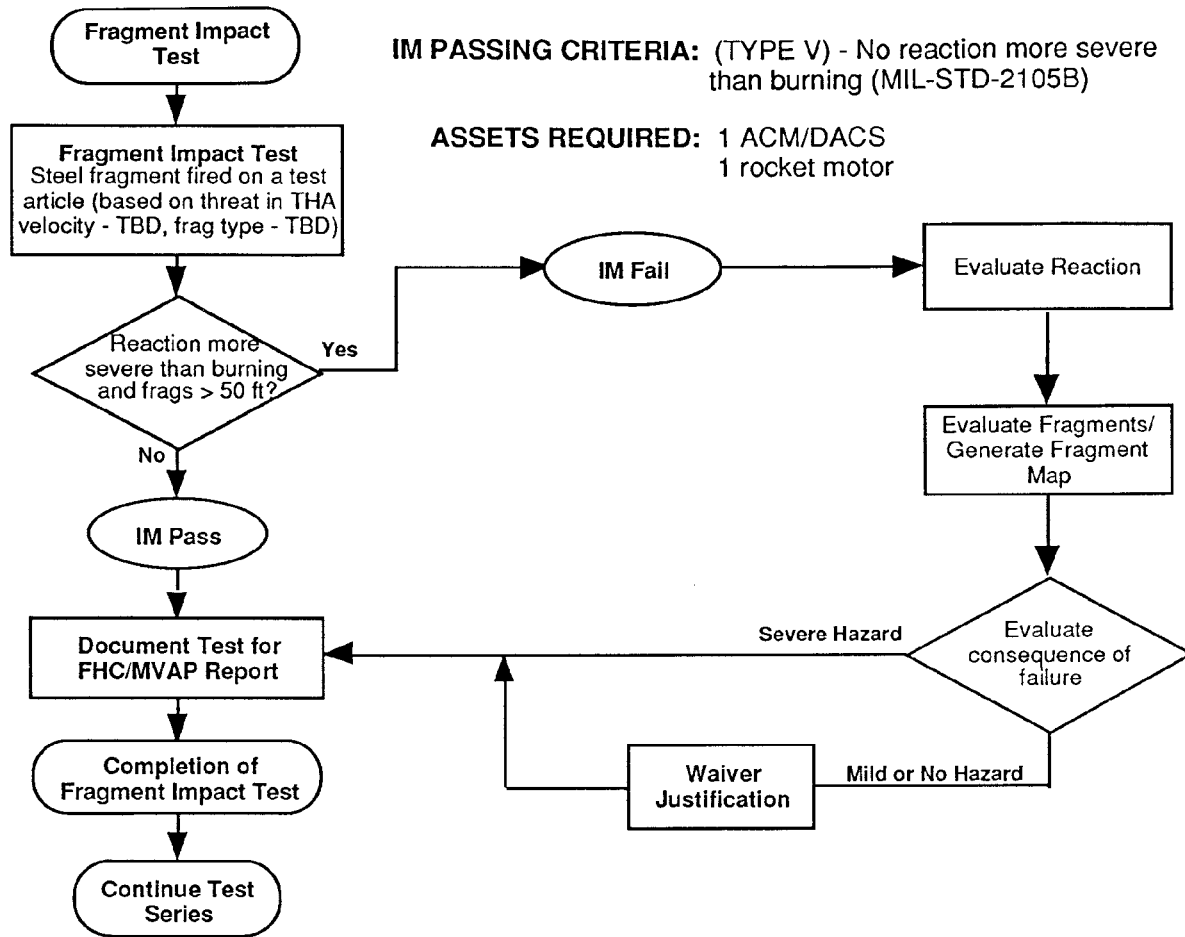 Fragment Impact
Test
IM PASSING CRITERIA: (TYPE V) - No reaction more severe
than burning (MIL-STD-2105B)
ASSETS REQUIRED: 1 ACM/DACS
1 rocket motor
Fragment Impact Test
Steel fragment fired on a test
article (based on threat in THA
velocity - TBD, frag type - TBD)
IM Fail
Evaluate Reaction
Reaction more
severe than burning
and frags > 50 ft?
Yes
No
Evaluate Fragments/
Generate Fragment
Map
IM Pass
Document Test for
FHC/MVAP Report
Severe Hazard
Evaluate
consequence of
failure
Waiver
Justification
Mild or No Hazard
Completion of
Fragment Impact Test
Continue Test
Series